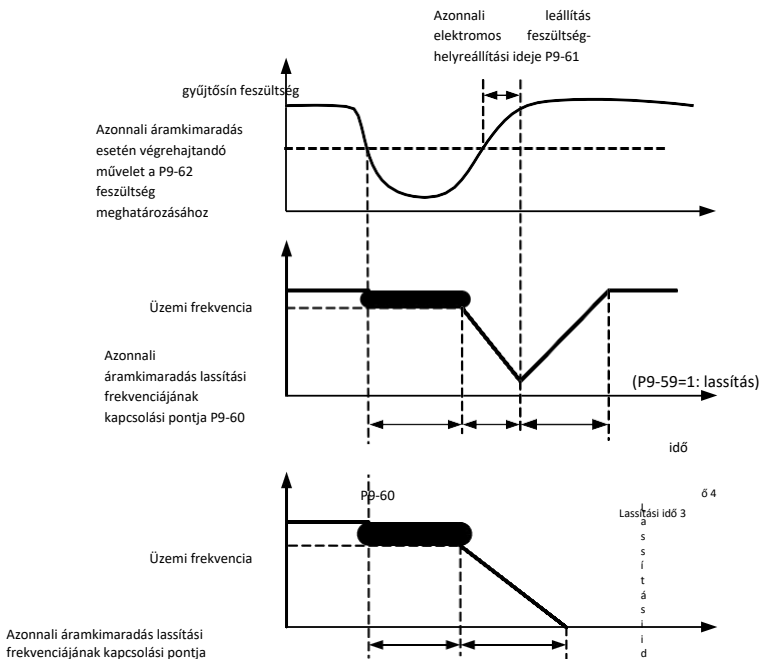 Azonnali leállítás
elektromos feszültség-
helyreállítási ideje P9-61
gyűjtősín feszültség
Azonnali áramkimaradás
esetén végrehajtandó
művelet a P9-62
feszültség
meghatározásához
Üzemi frekvencia
Azonnali
áramkimaradás lassítási
frekvenciájának
kapcsolási pontja P9-60
(P9-59=1: lassítás)
idő
P9-60
ő 4
Lassítási idő 3
L
a
s
s
í
t
á
s
i
i
d
Üzemi frekvencia
Azonnali áramkimaradás lassítási
frekvenciájának kapcsolási pontja